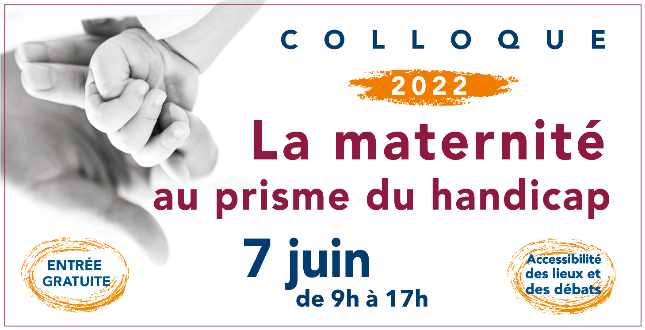 COLLOQUE
2022
La maternité
au prisme du handicap
7 juin
de 9h à 17h
ENTRÉE
GRATUITE
Accessibilité
des lieux et
des débats